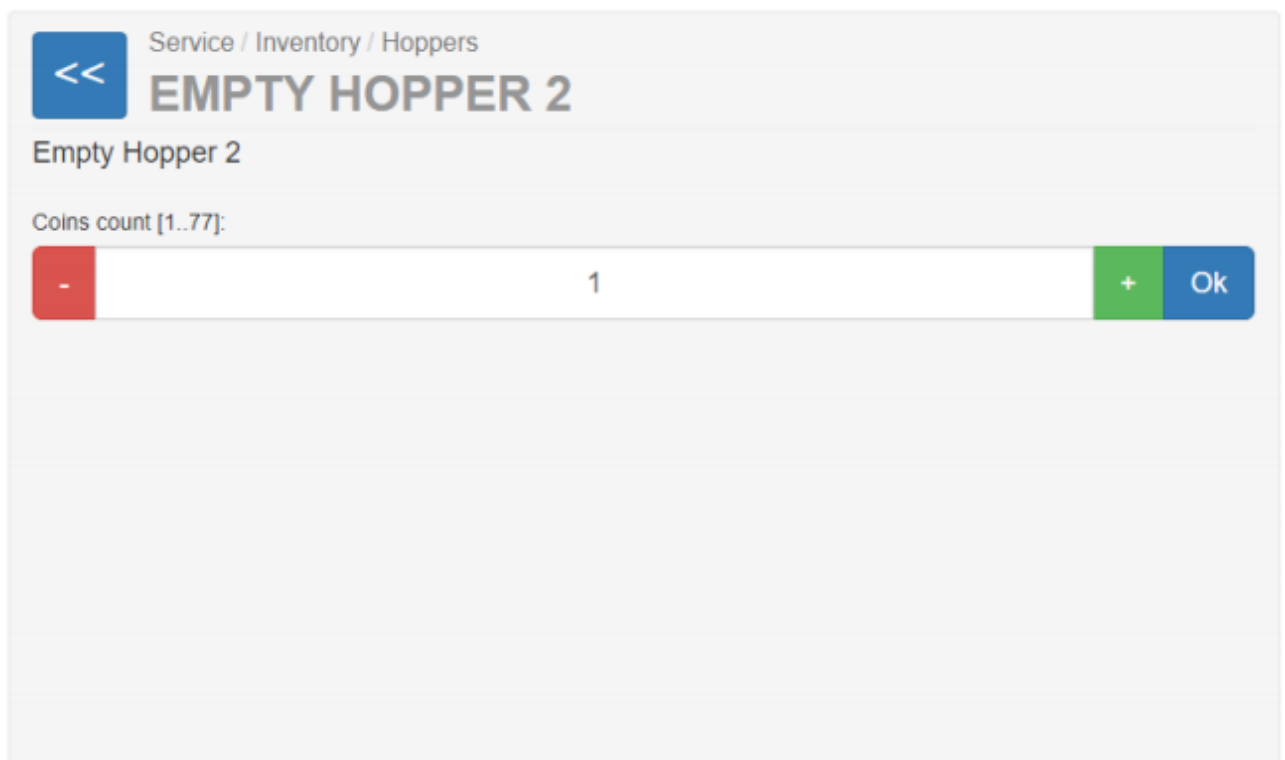 <<
Service / Inventory / Hoppers
EMPTY HOPPER 2
Empty Hopper 2
Coins count [1..77]:
- 1 + Ok